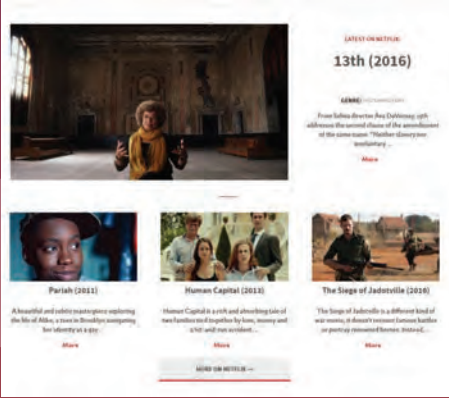 LATEST ON NETFLIX
13th (2016)
GENRE: DOCUMENTARY
From Selma director Ava DuVernay, 13th
addresses the second clause of the amendment
of the same name: "Neither slavery nor
involuntary ...
More
Pariah (2011)
Human Capital (2013)
The Siege of Jadotville (2016)
A beautiful and subtle masterpiece exploring
the life of Alike, a teen in Brooklyn navigating
her identity as a gay
Human Capital is a rich and absorbing tale of
two families tied together by love, money and
a hit-and-run accident...
The Siege of Jadotville is a different kind of
war movie, it doesn't recount famous battles
or portray renowned heroes. Instead, ..
More
More
More
MORE ON NETFLIX